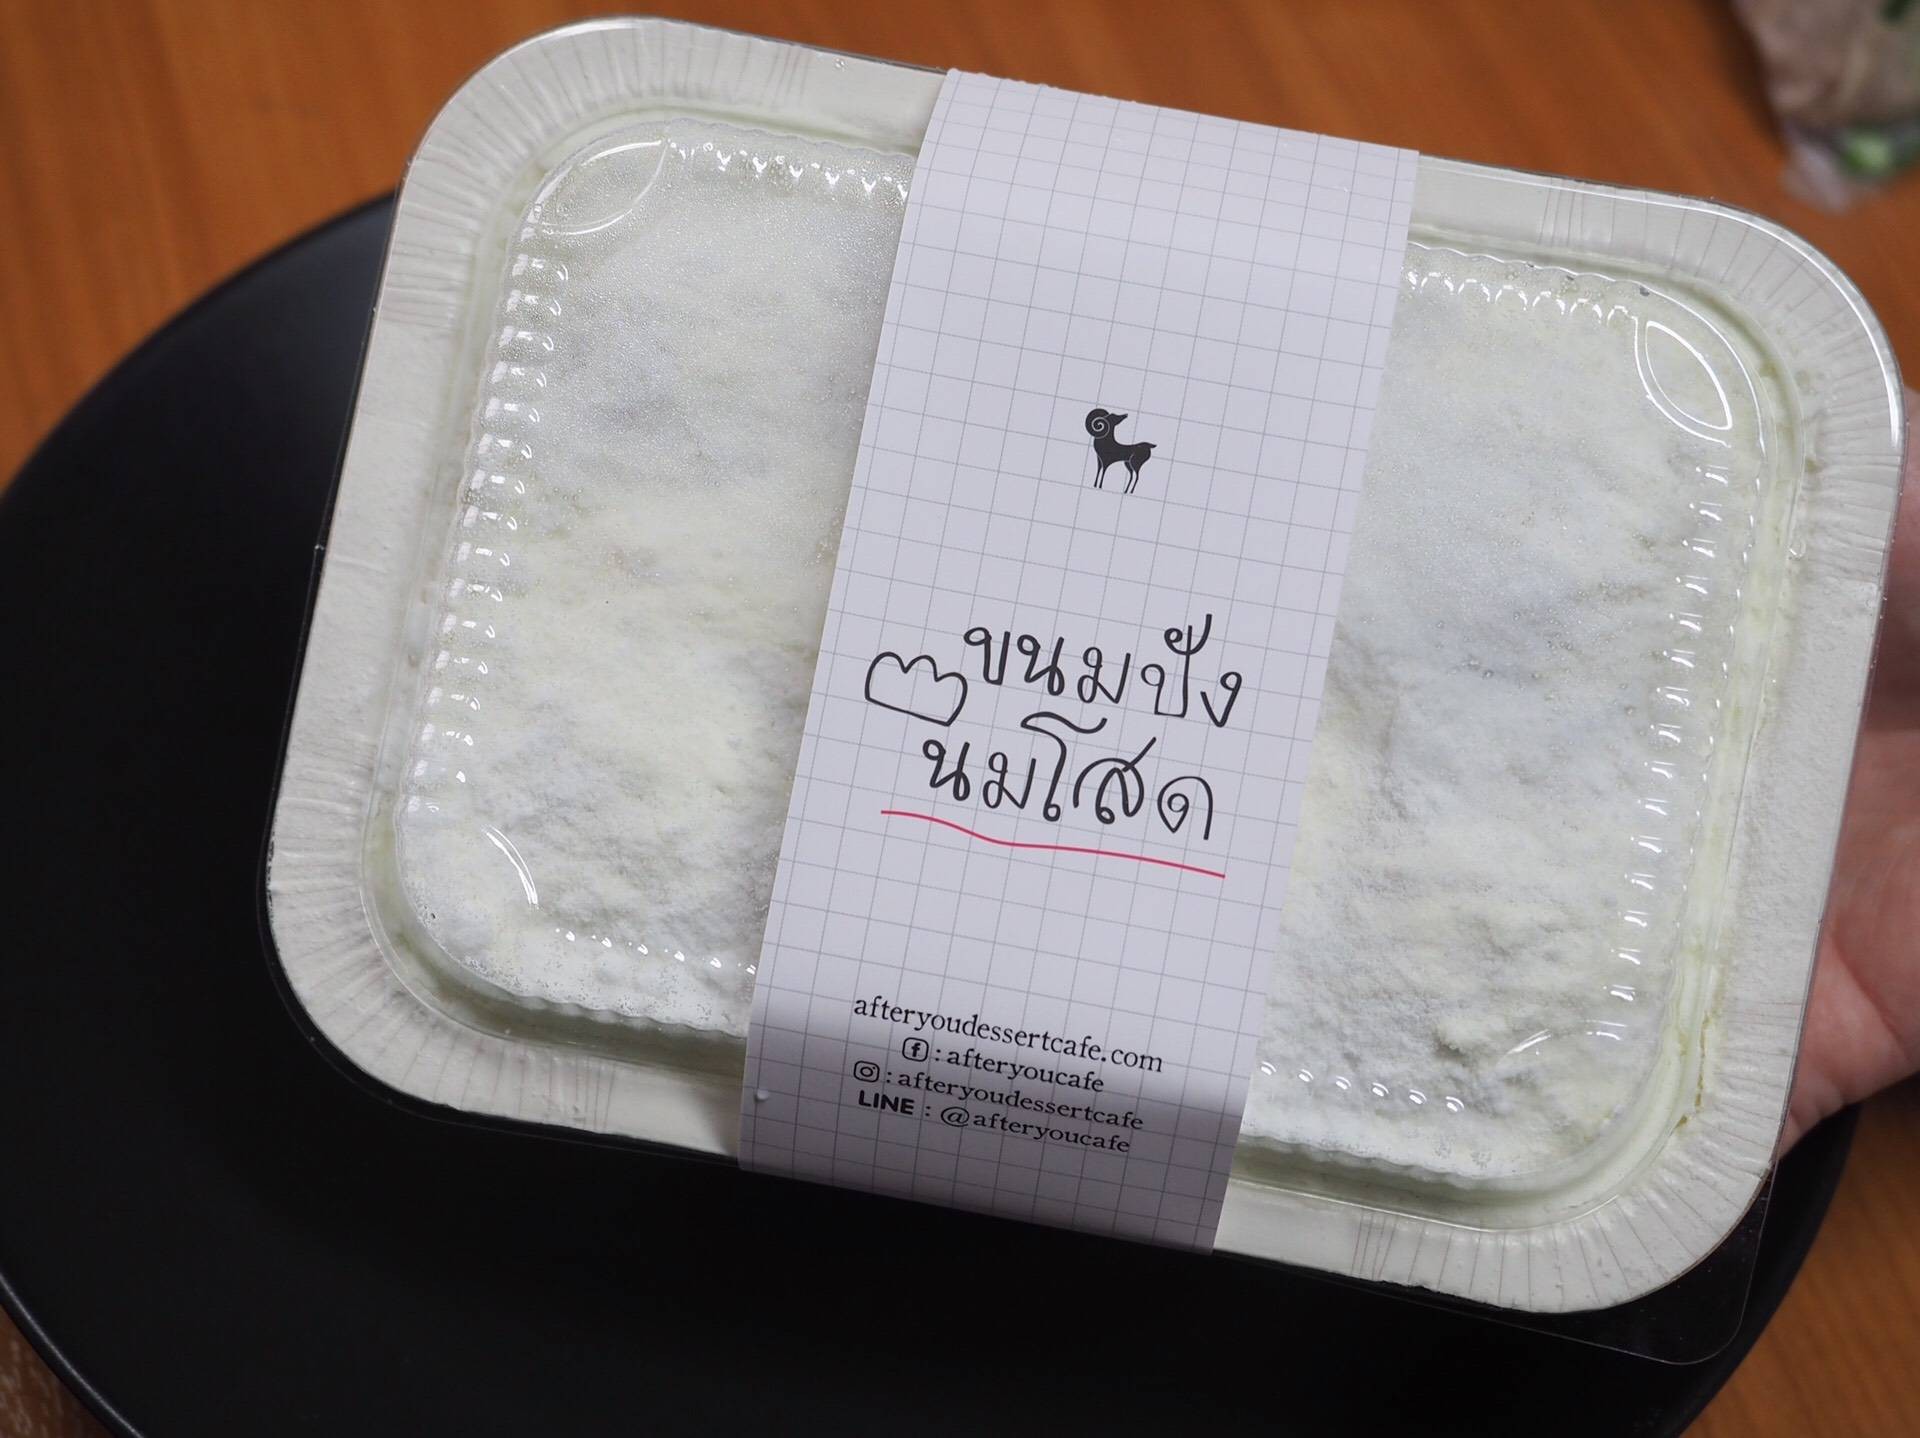 ขนมปัง
นมโสด
afteryoudessertcafe.com
: afteryoucafe
: afteryoudessertcafe
LINE : @afteryoucafe